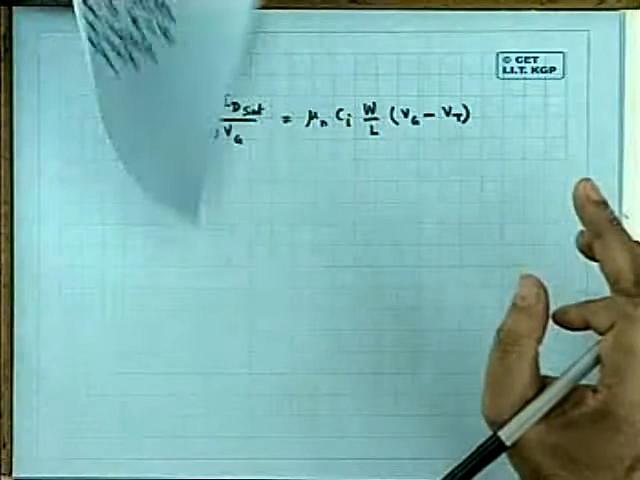 © CET
I.I.T. KGP
I_D sat / V_G = μ_n C_i W/L (V_G − V_T)